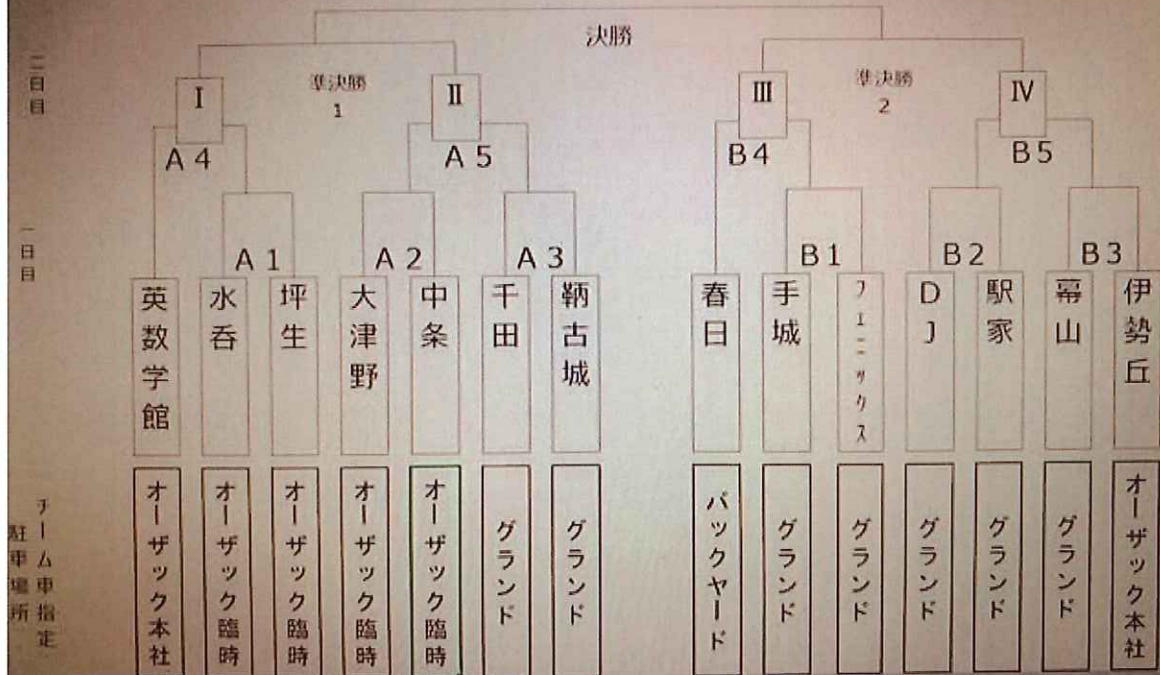 決勝
二日目
準決勝
1
準決勝
2
I
II
III
IV
A4
A5
B4
B5
一日目
A1
A2
A3
B1
B2
B3
英数学館
水呑
坪生
大津野
中条
千田
鞆古城
春日
手城
フェニックス
DJ
駅家
幕山
伊勢丘
チーム車指定
駐車場所
オーザック本社
オーザック臨時
オーザック臨時
オーザック臨時
オーザック臨時
グランド
グランド
バックヤード
グランド
グランド
グランド
グランド
グランド
オーザック本社